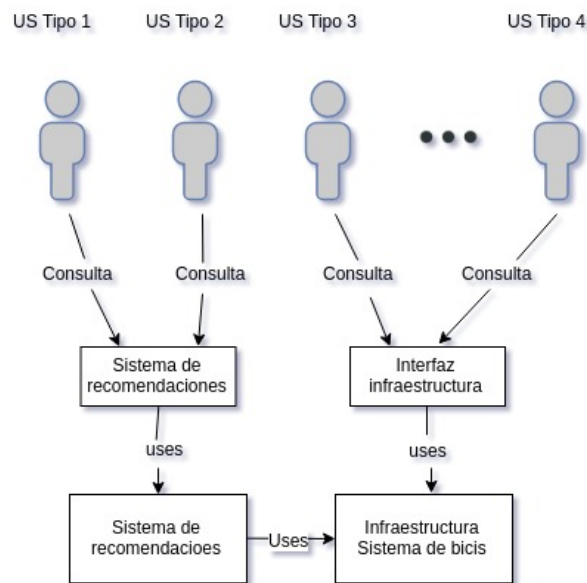 US Tipo 1
US Tipo 2
US Tipo 3
US Tipo 4
Consulta
Consulta
Consulta
Consulta
Sistema de
recomendaciones
Interfaz
infraestructura
uses
uses
Sistema de
recomendacioes
Uses
Infraestructura
Sistema de bicis